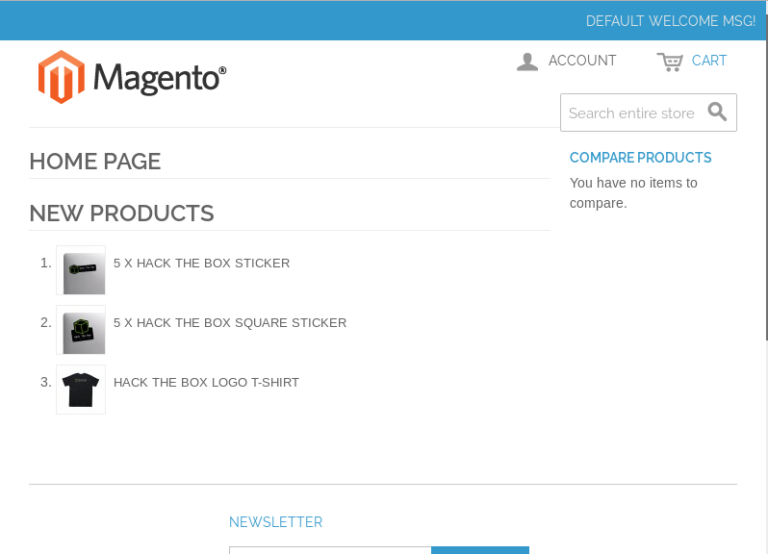 DEFAULT WELCOME MSG!
Magento®
ACCOUNT
CART
Search entire store
HOME PAGE
COMPARE PRODUCTS
You have no items to
compare.
NEW PRODUCTS
1. 5 X HACK THE BOX STICKER
2. 5 X HACK THE BOX SQUARE STICKER
3. HACK THE BOX LOGO T-SHIRT
NEWSLETTER